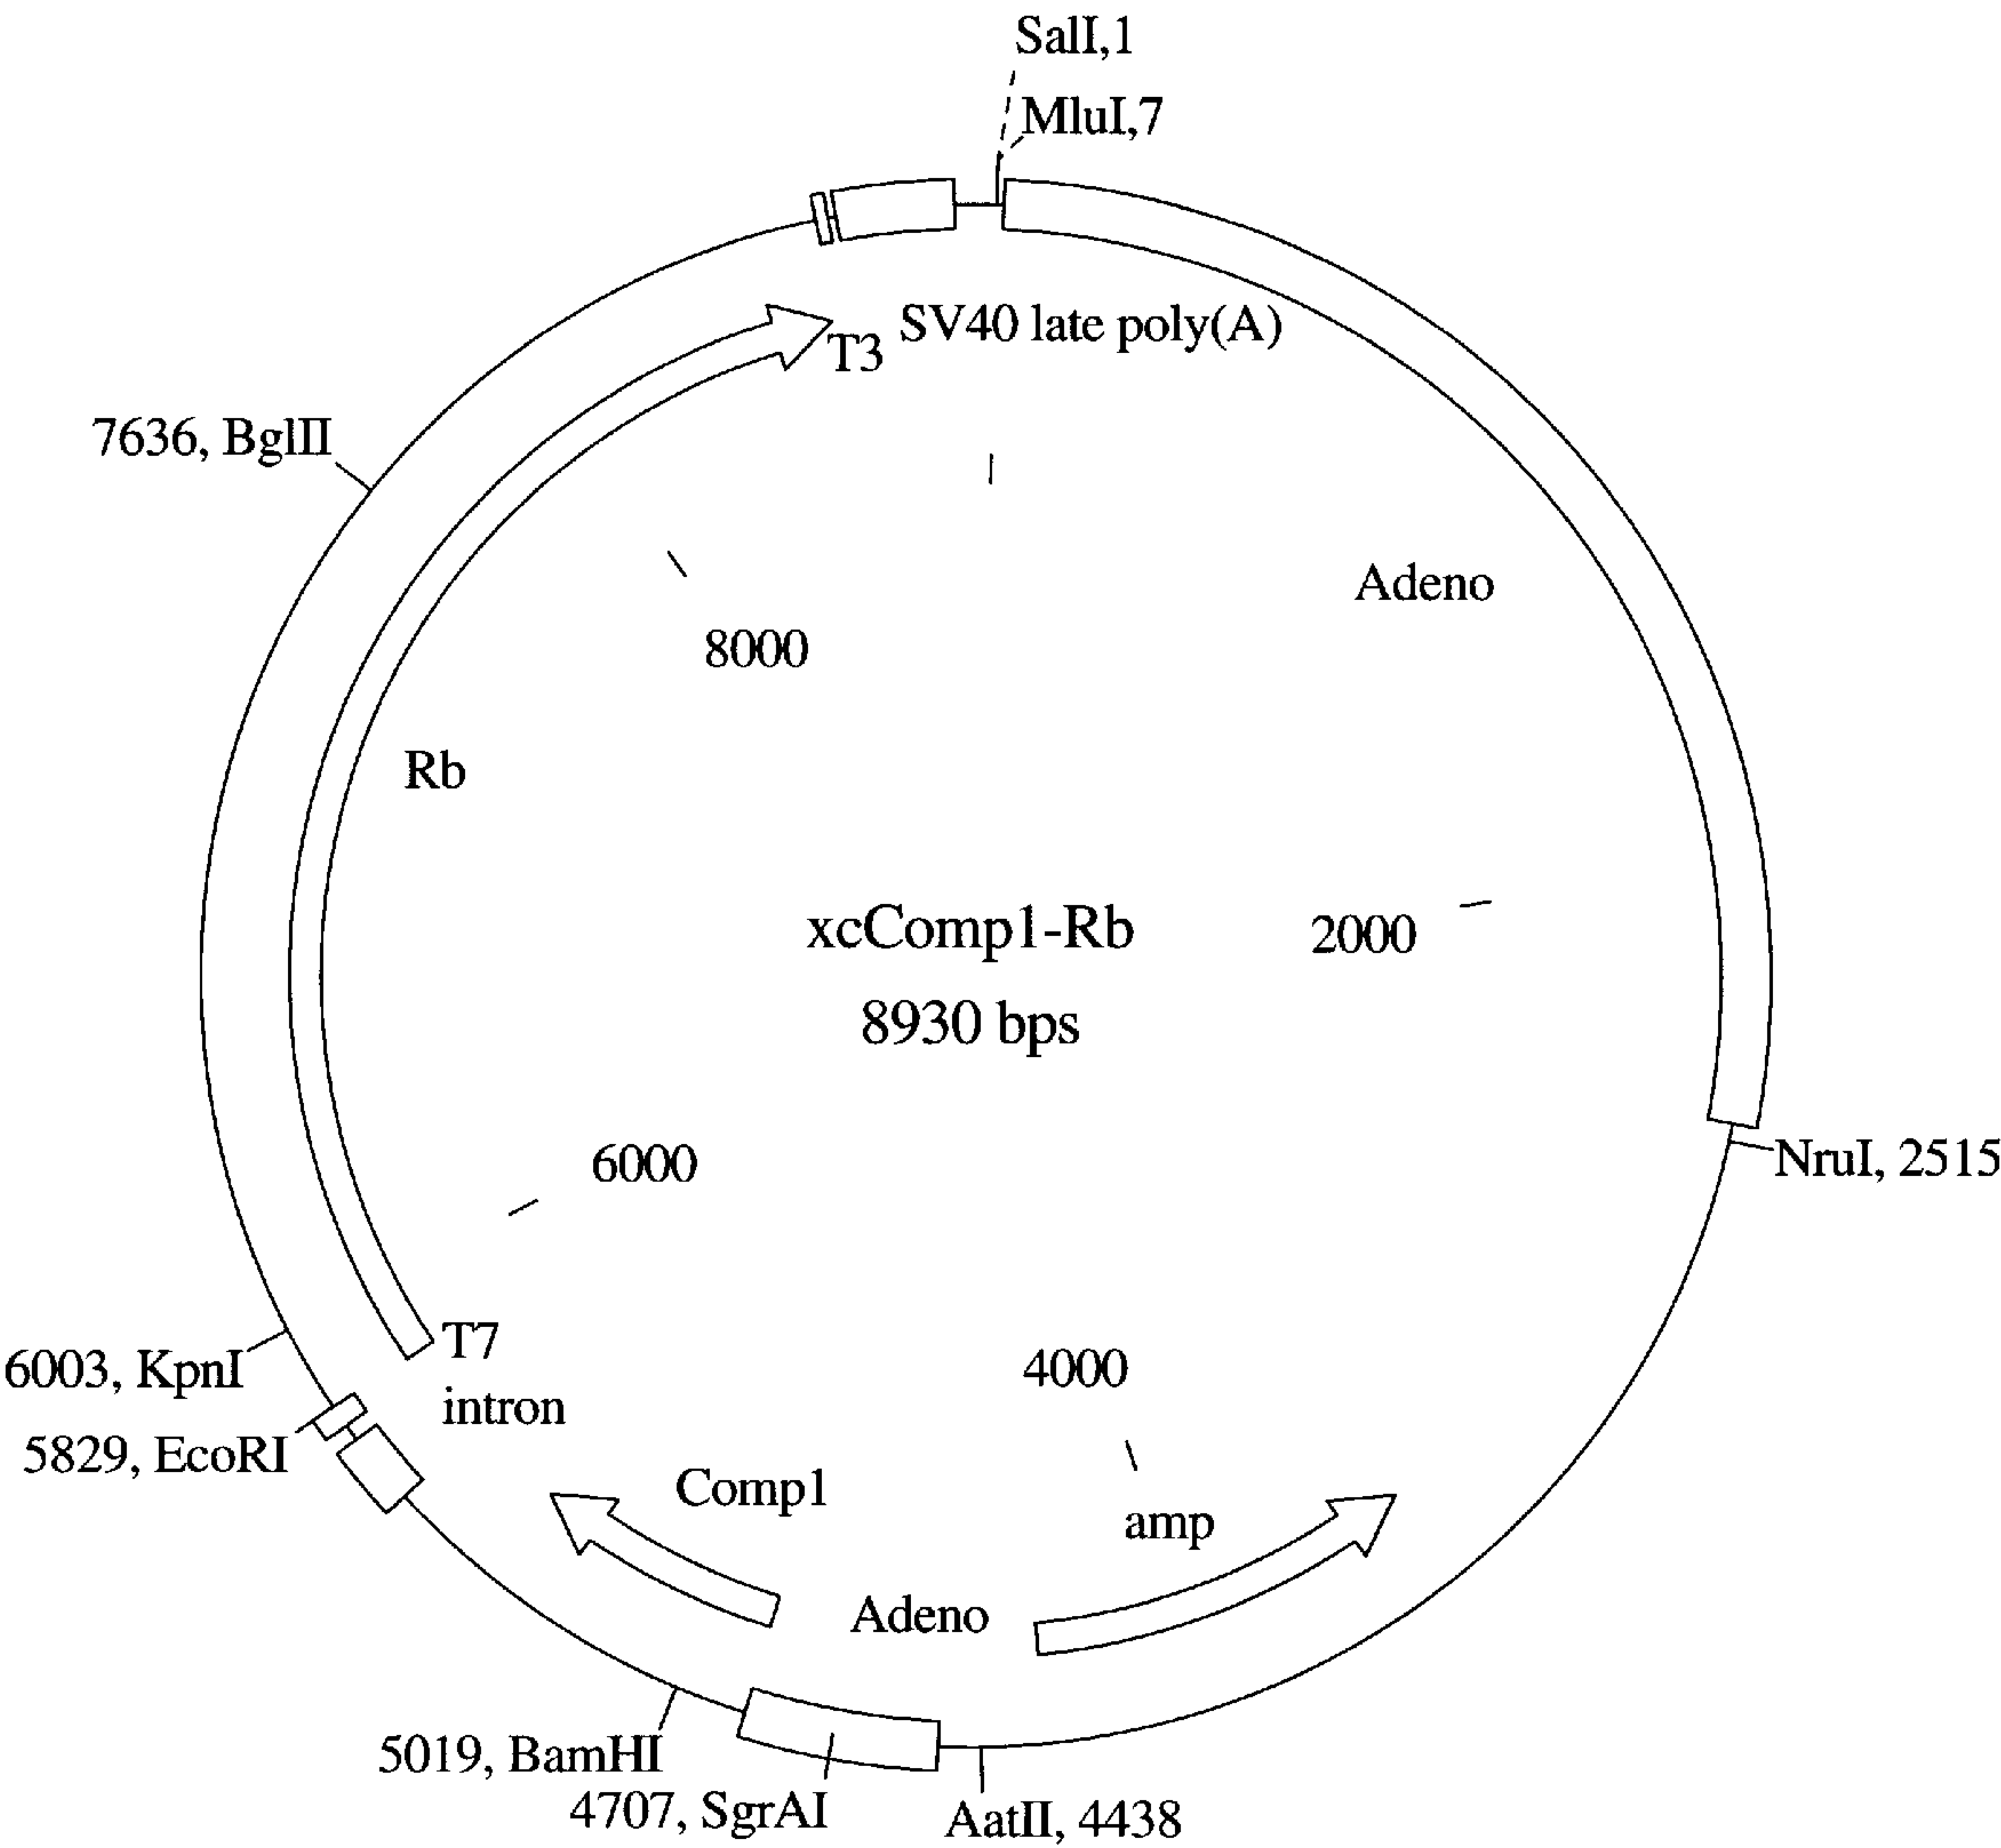 SalI,1
MluI,7
SV40 late poly(A)
T3
7636, BglII
Adeno
8000
Rb
xcComp1-Rb
2000
8930 bps
NruI, 2515
6000
T7
6003, KpnI
4000
intron
5829, EcoRI
Comp1
amp
Adeno
5019, BamHI
4707, SgrAI
AatII, 4438